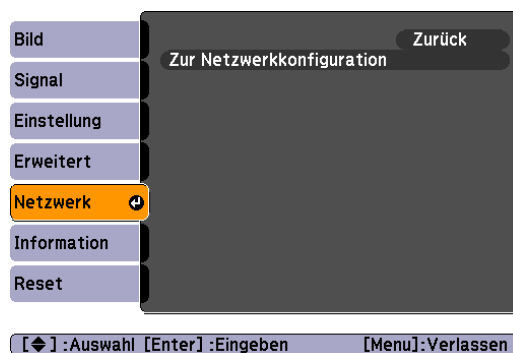 Bild
Signal
Einstellung
Erweitert
Netzwerk
Information
Reset
Zurück
Zur Netzwerkkonfiguration
[◆] :Auswahl [Enter] :Eingeben [Menu]:Verlassen